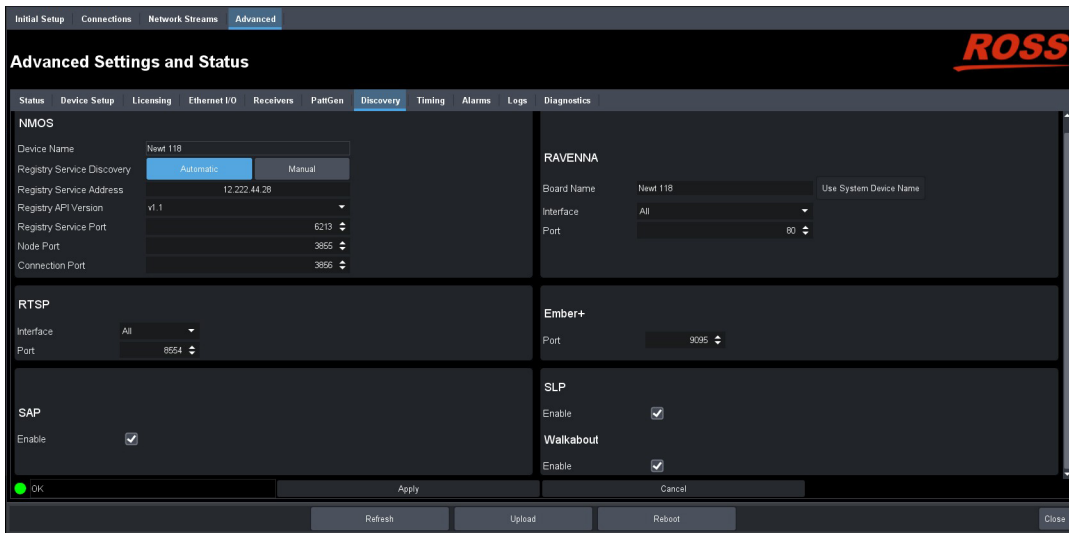 Initial Setup Connections Network Streams Advanced
ROSS
Advanced Settings and Status
Status Device Setup Licensing Ethernet I/O Receivers PattGen Discovery Timing Alarms Logs Diagnostics
NMOS
Device Name Newt 118
Registry Service Discovery Automatic Manual
Registry Service Address 12.222.44.28
Registry API Version v1.1
Registry Service Port 6213
Node Port 3855
Connection Port 3856
RAVENNA
Board Name Newt 118 Use System Device Name
Interface All
Port 80
RTSP
Interface All
Port 8554
Ember+
Port 9095
SAP
Enable
SLP
Enable
Walkabout
Enable
OK Apply Cancel
Refresh Upload Reboot Close